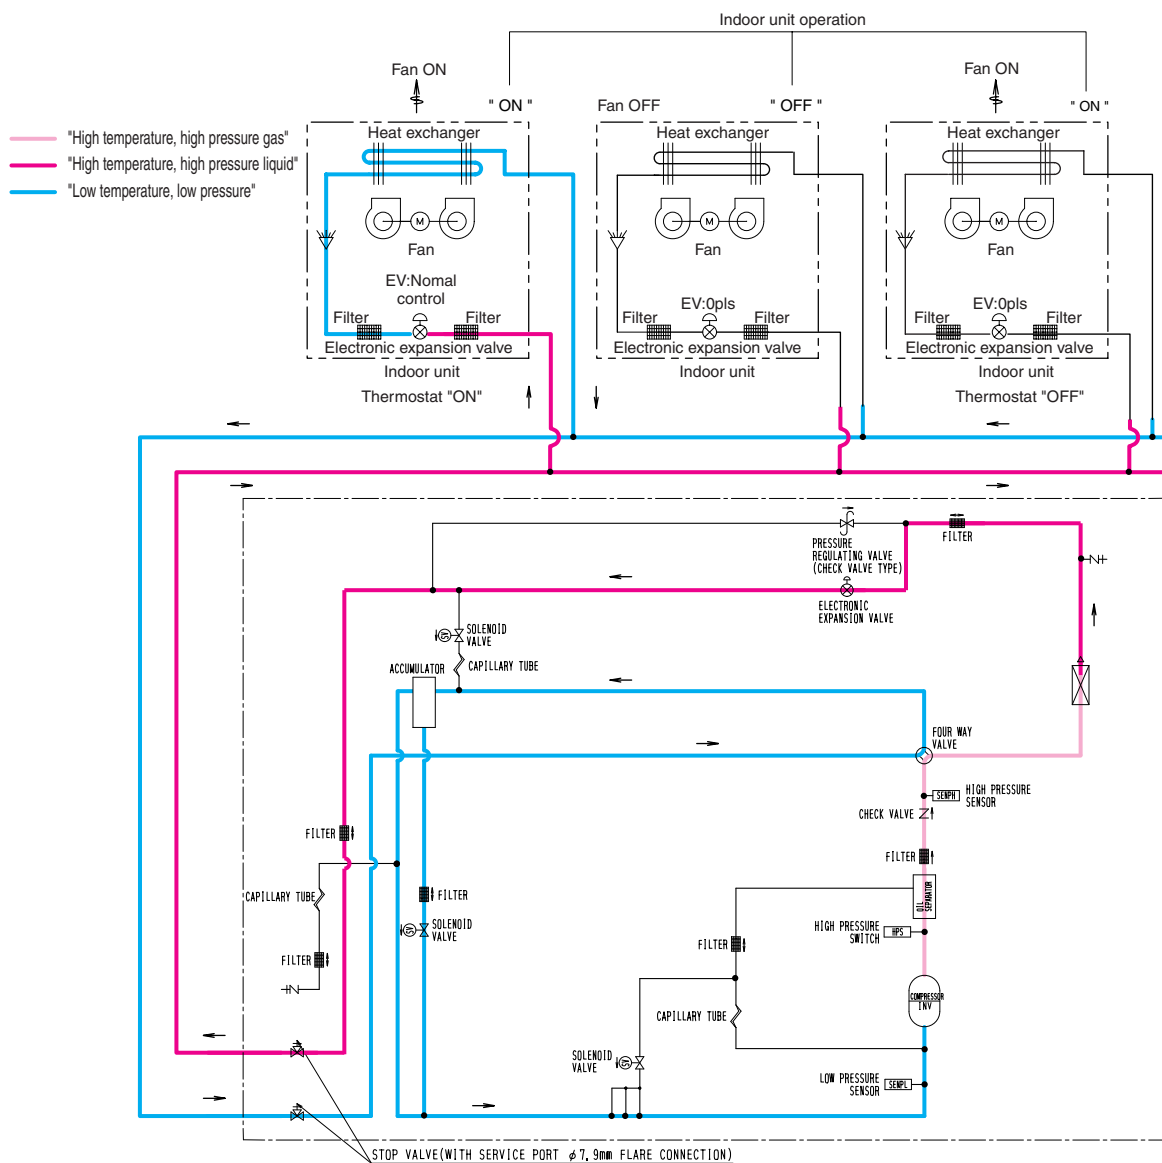 Indoor unit operation
Fan ON
" ON "
Fan OFF
" OFF "
Fan ON
" ON "
"High temperature, high pressure gas"
"High temperature, high pressure liquid"
"Low temperature, low pressure"
Heat exchanger
Heat exchanger
Heat exchanger
M
M
M
Fan
Fan
Fan
EV:Nomal
control
EV:0pls
EV:0pls
Filter
Filter
Filter
Filter
Filter
Filter
Electronic expansion valve
Electronic expansion valve
Electronic expansion valve
Indoor unit
Indoor unit
Indoor unit
Thermostat "ON"
Thermostat "OFF"
PRESSURE
REGULATING VALVE
(CHECK VALVE TYPE)
FILTER
ELECTRONIC
EXPANSION VALVE
SV
SOLENOID
VALVE
CAPILLARY TUBE
ACCUMULATOR
FOUR WAY
VALVE
SENPH
HIGH PRESSURE
SENSOR
CHECK VALVE
FILTER
FILTER
OIL
SEPARATOR
CAPILLARY TUBE
FILTER
SV
SOLENOID
VALVE
HIGH PRESSURE
SWITCH
HPS
FILTER
FILTER
COMPRESSOR
INV
CAPILLARY TUBE
SOLENOID
VALVE
SV
LOW PRESSURE
SENSOR
SENPL
STOP VALVE(WITH SERVICE PORT φ7,9mm FLARE CONNECTION)